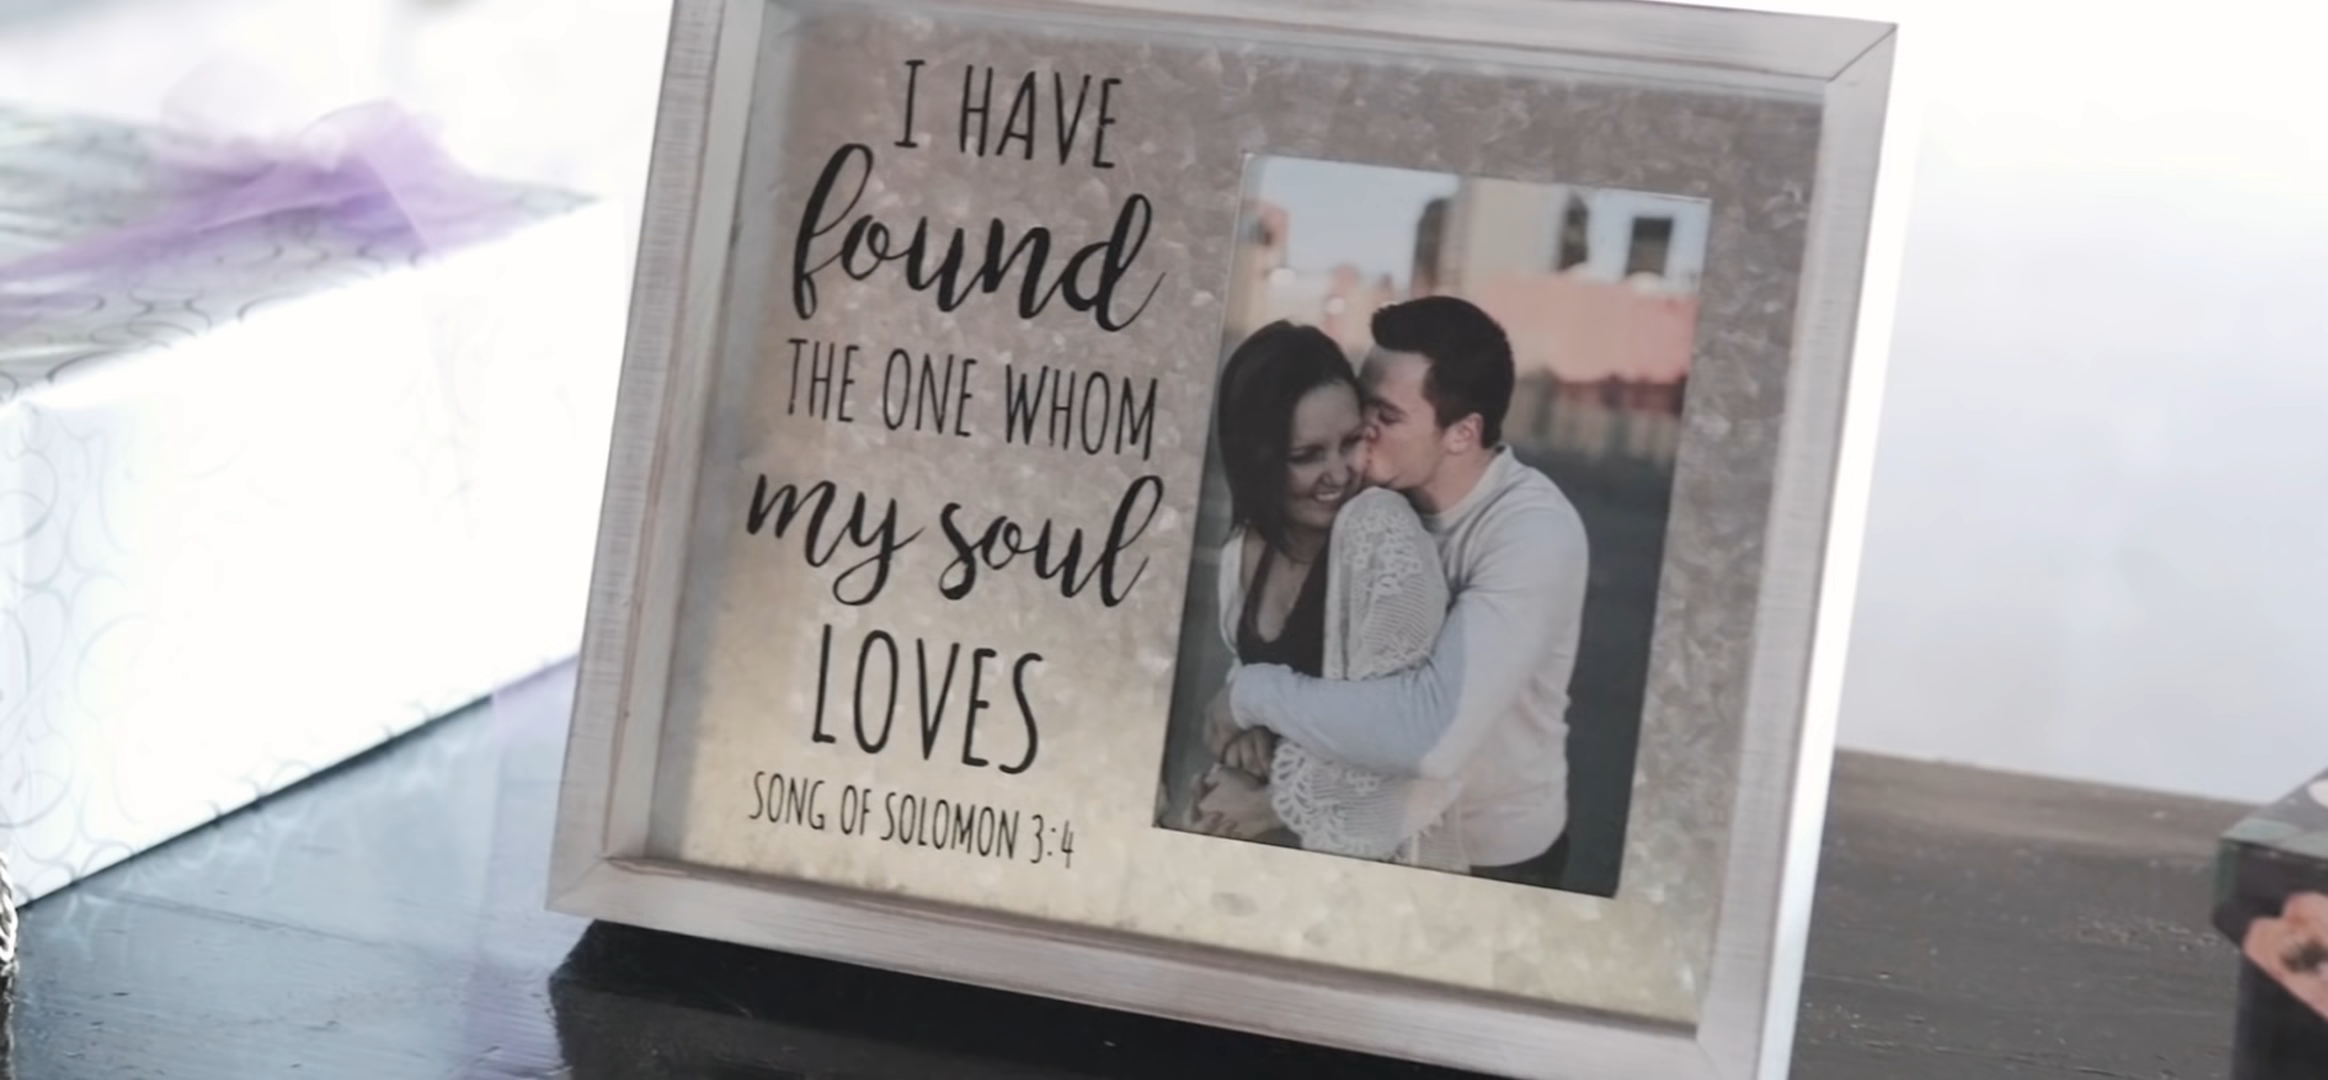 I HAVE
found
THE ONE WHOM
my soul
LOVES
SONG OF SOLOMON 3:4